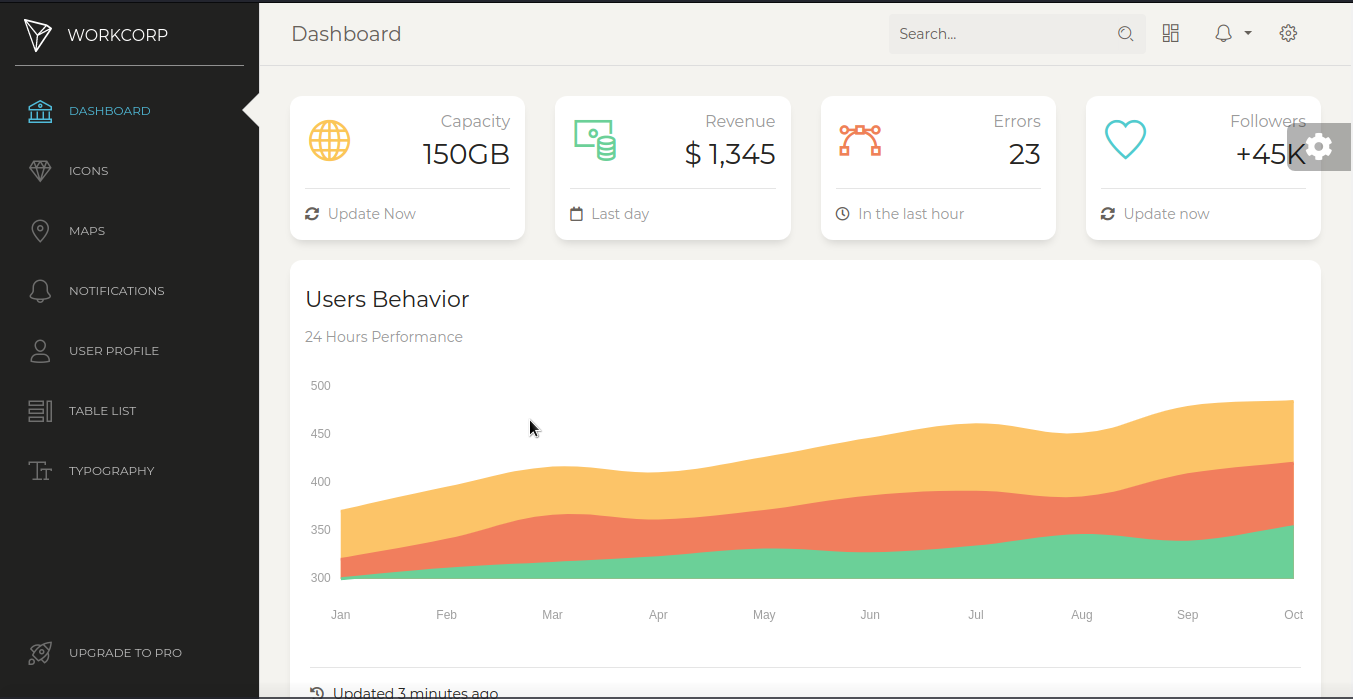 WORKCORP
DASHBOARD
ICONS
MAPS
NOTIFICATIONS
USER PROFILE
TABLE LIST
TYPOGRAPHY
UPGRADE TO PRO
Dashboard
Search...
Capacity
150GB
Update Now
Revenue
$ 1,345
Last day
Errors
23
In the last hour
Followers
+45K
Update now
Users Behavior
24 Hours Performance
500
450
400
350
300
Jan Feb Mar Apr May Jun Jul Aug Sep Oct
Updated 3 minutes ago